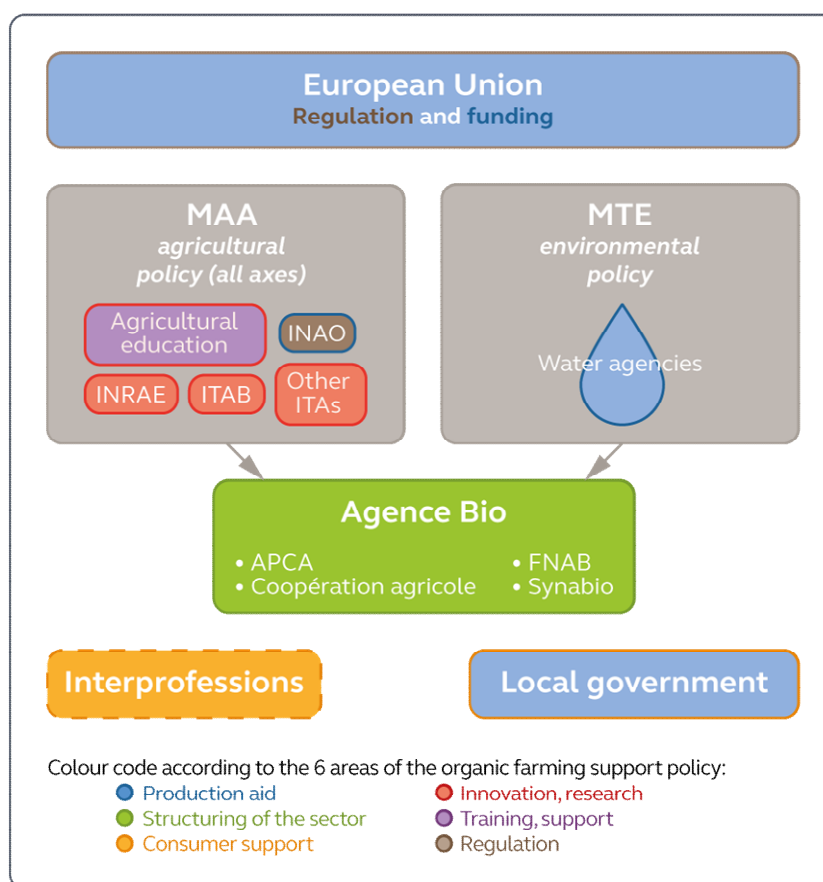 European Union
Regulation and funding
MAA
agricultural
policy (all axes)
Agricultural
education
INAO
INRAE
ITAB
Other
ITAs
MTE
environmental
policy
Water agencies
Agence Bio
• APCA
• Coopération agricole
• FNAB
• Synabio
Interprofessions
Local government
Colour code according to the 6 areas of the organic farming support policy:
Production aid
Structuring of the sector
Consumer support
Innovation, research
Training, support
Regulation